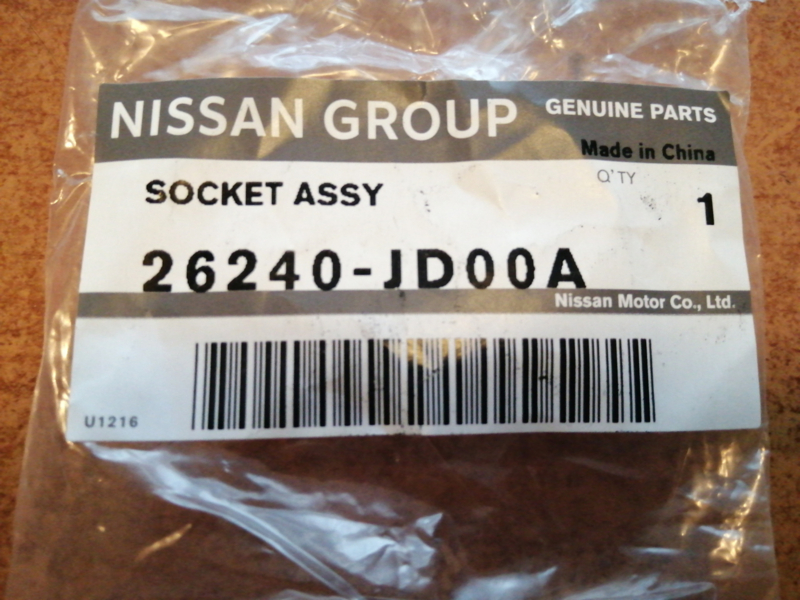 NISSAN GROUP GENUINE PARTS
Made in China
SOCKET ASSY
Q'TY
1
26240-JD00A
Nissan Motor Co., Ltd.
U1216